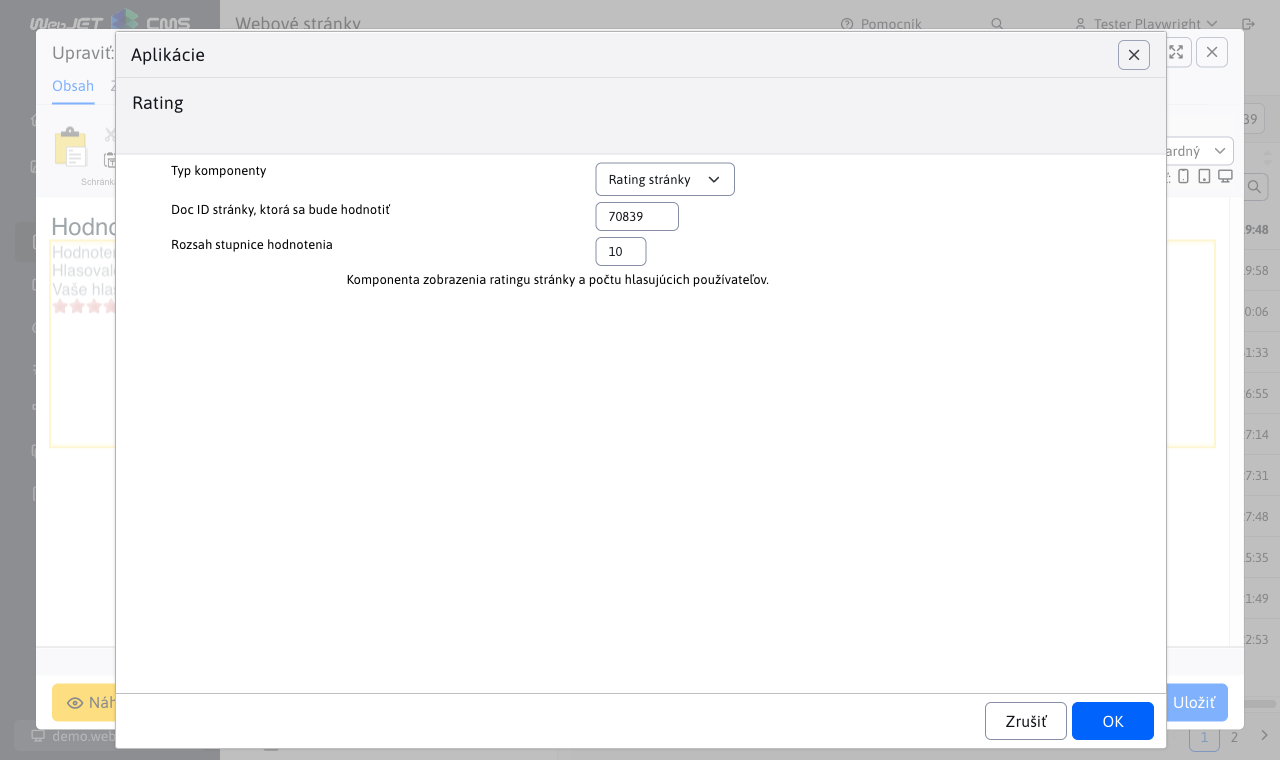 WebJET CMS
Webové stránky
Pomocník
Tester Playwright
Upraviť:
Aplikácie
Obsah
Rating
39
ardný
Schránk
Typ komponenty
Rating stránky
Doc ID stránky, ktorá sa bude hodnotiť
70839
Rozsah stupnice hodnotenia
10
Komponenta zobrazenia ratingu stránky a počtu hlasujúcich používateľov.
Hodno
Hodnote
Hlasoval
Vaše hla
9:48
9:58
0:06
1:33
6:55
7:14
7:31
7:48
5:35
1:49
2:53
Náh
Uložiť
Zrušiť
OK
demo.web
1
2